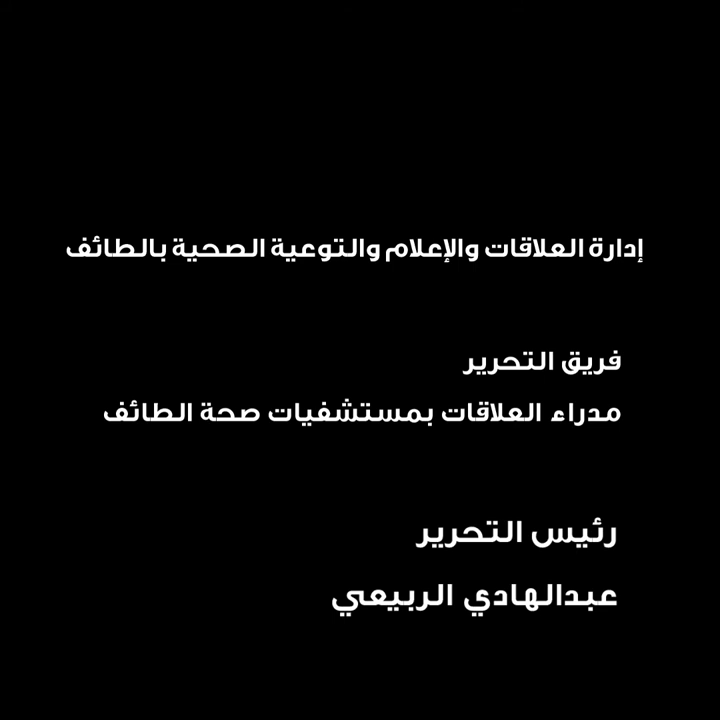 إدارة العلاقات والإعلام والتوعية الصحية بالطائف
فريق التحرير
مدراء العلاقات بمستشفيات صحة الطائف
رئيس التحرير
عبدالهادي الربيعي